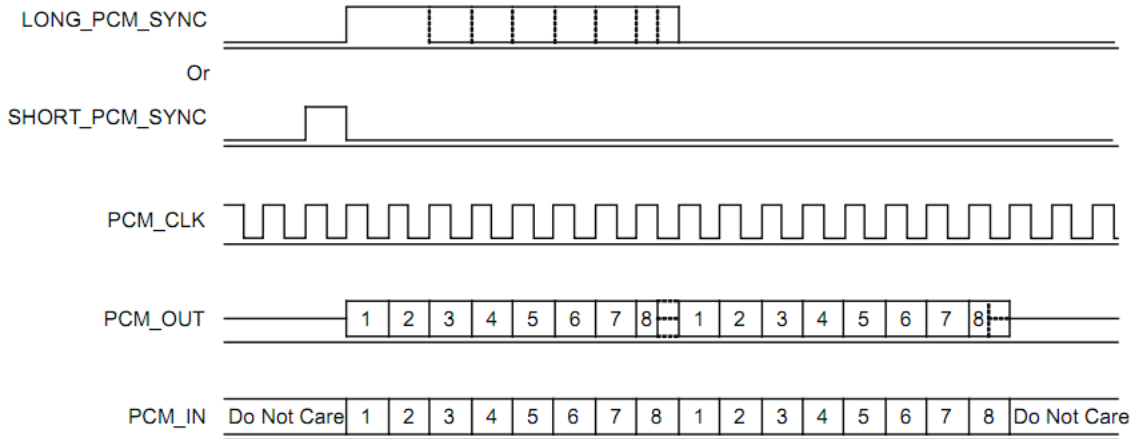 LONG_PCM_SYNC
Or
SHORT_PCM_SYNC
PCM_CLK
PCM_OUT 1 2 3 4 5 6 7 8 1 2 3 4 5 6 7 8
PCM_IN Do Not Care 1 2 3 4 5 6 7 8 1 2 3 4 5 6 7 8 Do Not Care